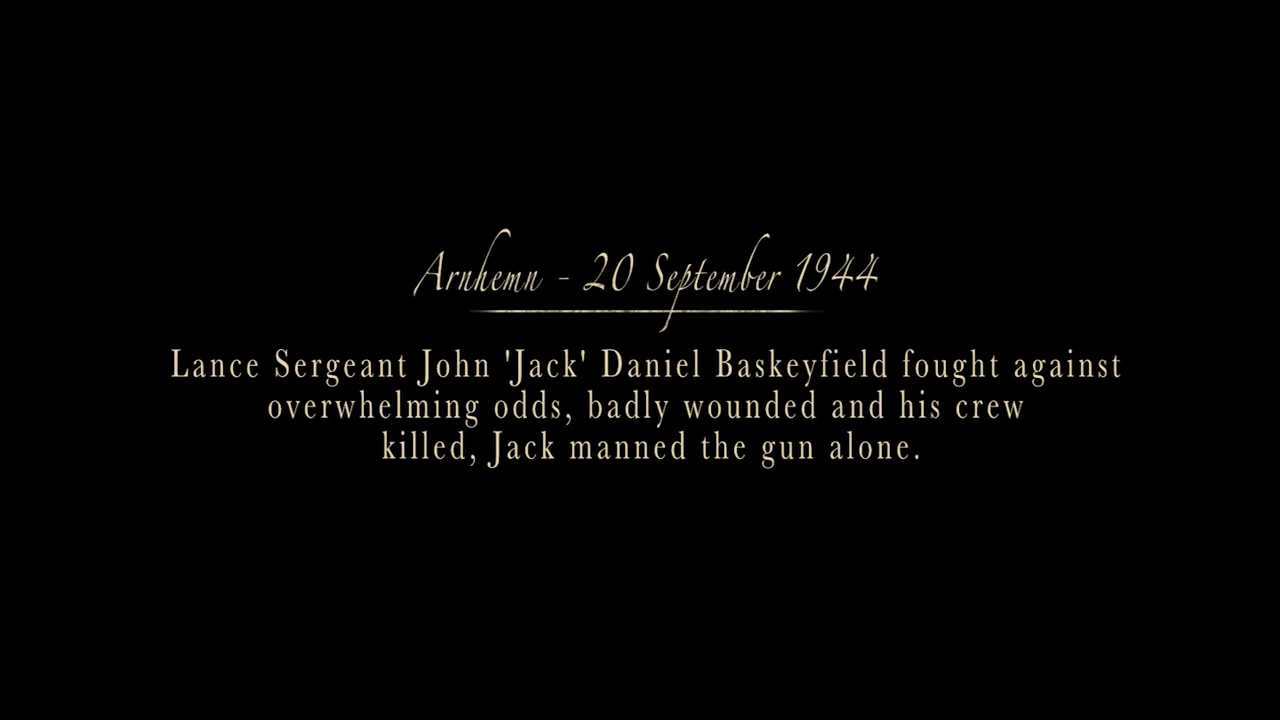 Arnhemn - 20 September 1944
Lance Sergeant John 'Jack' Daniel Baskeyfield fought against
overwhelming odds, badly wounded and his crew
killed, Jack manned the gun alone.